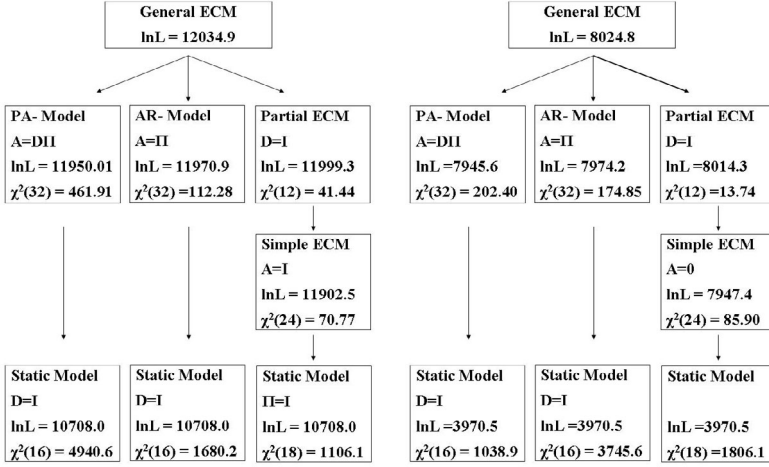 General ECM
lnL = 12034.9
PA- Model
A=DΠ
lnL = 11950.01
χ²(32) = 461.91
AR- Model
A=Π
lnL = 11970.9
χ²(32) =112.28
Partial ECM
D=I
lnL = 11999.3
χ²(12) = 41.44
Simple ECM
A=I
lnL = 11902.5
χ²(24) = 70.77
Static Model
D=I
lnL = 10708.0
χ²(16) = 4940.6
Static Model
D=I
lnL = 10708.0
χ²(16) = 1680.2
Static Model
Π=I
lnL = 10708.0
χ²(18) = 1106.1
General ECM
lnL = 8024.8
PA- Model
A=DΠ
lnL =7945.6
χ²(32) = 202.40
AR- Model
A=Π
lnL = 7974.2
χ²(32) = 174.85
Partial ECM
D=I
lnL =8014.3
χ²(12) =13.74
Simple ECM
A=0
lnL = 7947.4
χ²(24) = 85.90
Static Model
D=I
lnL =3970.5
χ²(16) = 1038.9
Static Model
D=I
lnL =3970.5
χ²(16) = 3745.6
Static Model
lnL =3970.5
χ²(18) = 1806.1